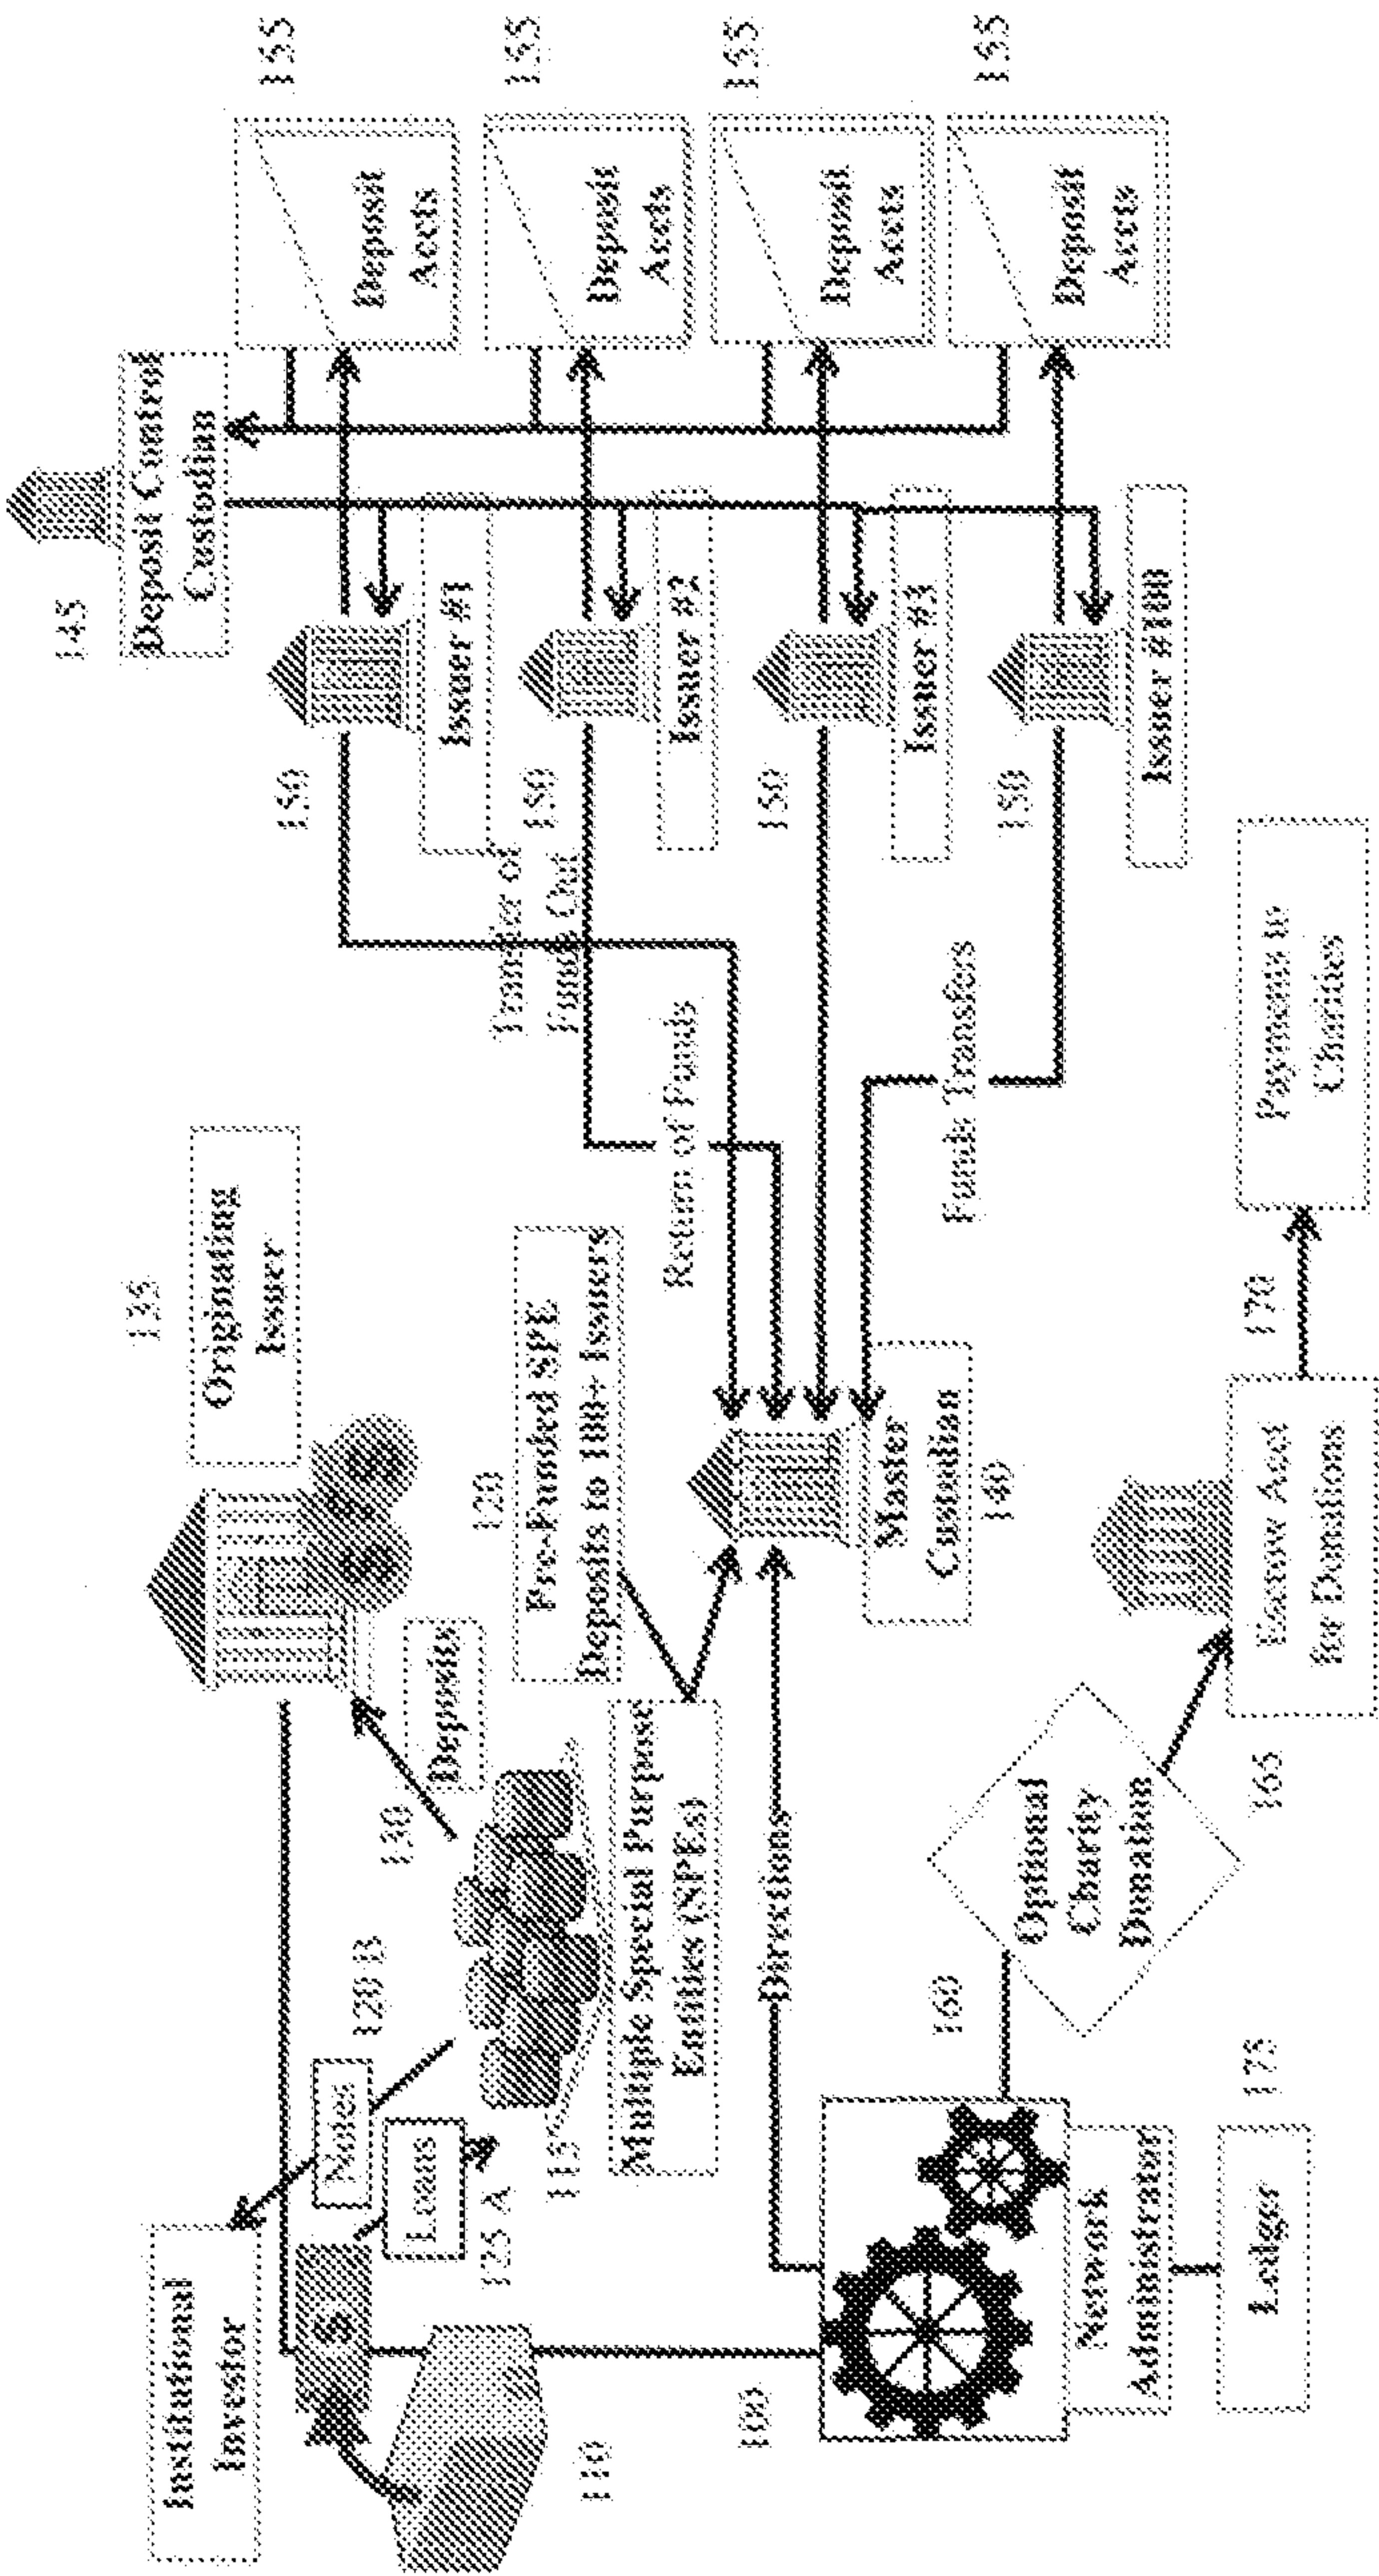 145
Deposit Control
Custodian
135
Originating
Issuer
Institutional
Investor
Notes
120 B
130
Deposits
Loans
125 A
115
Multiple Special Purpose
Entities (SPEs)
120
Pre-Funded SPE
Deposits to 100+ Issuers
110
$
150
Issuer #1
Deposit
Accts
155
Transfer of
Funds Out
150
Issuer #2
Deposit
Accts
155
Return of Funds
Directions
Master
Custodian
140
150
Issuer #3
Deposit
Accts
155
Funds Transfers
150
Issuer #100
Deposit
Accts
155
100
Network
Administrator
160
Optional
Charity
Donation
175
Ledger
165
Escrow Acct
for Donations
170
Payments to
Charities